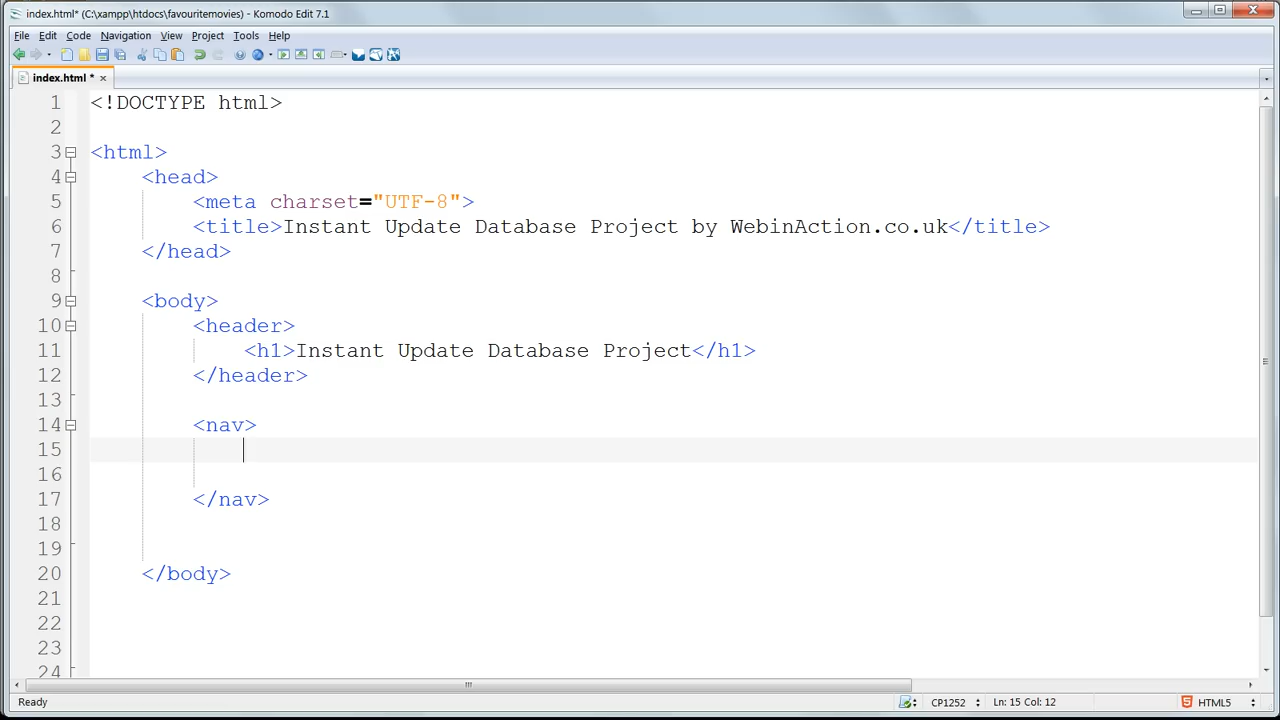 index.html* (C:\xampp\htdocs\favouritemovies) - Komodo Edit 7.1
File Edit Code Navigation View Project Tools Help
index.html *
1 <!DOCTYPE html>
2
3 <html>
4 <head>
5 <meta charset="UTF-8">
6 <title>Instant Update Database Project by WebinAction.co.uk</title>
7 </head>
8
9 <body>
10 <header>
11 <h1>Instant Update Database Project</h1>
12 </header>
13
14 <nav>
15
16
17 </nav>
18
19
20 </body>
21
22
23
24
Ready CP1252 Ln: 15 Col: 12 HTML5